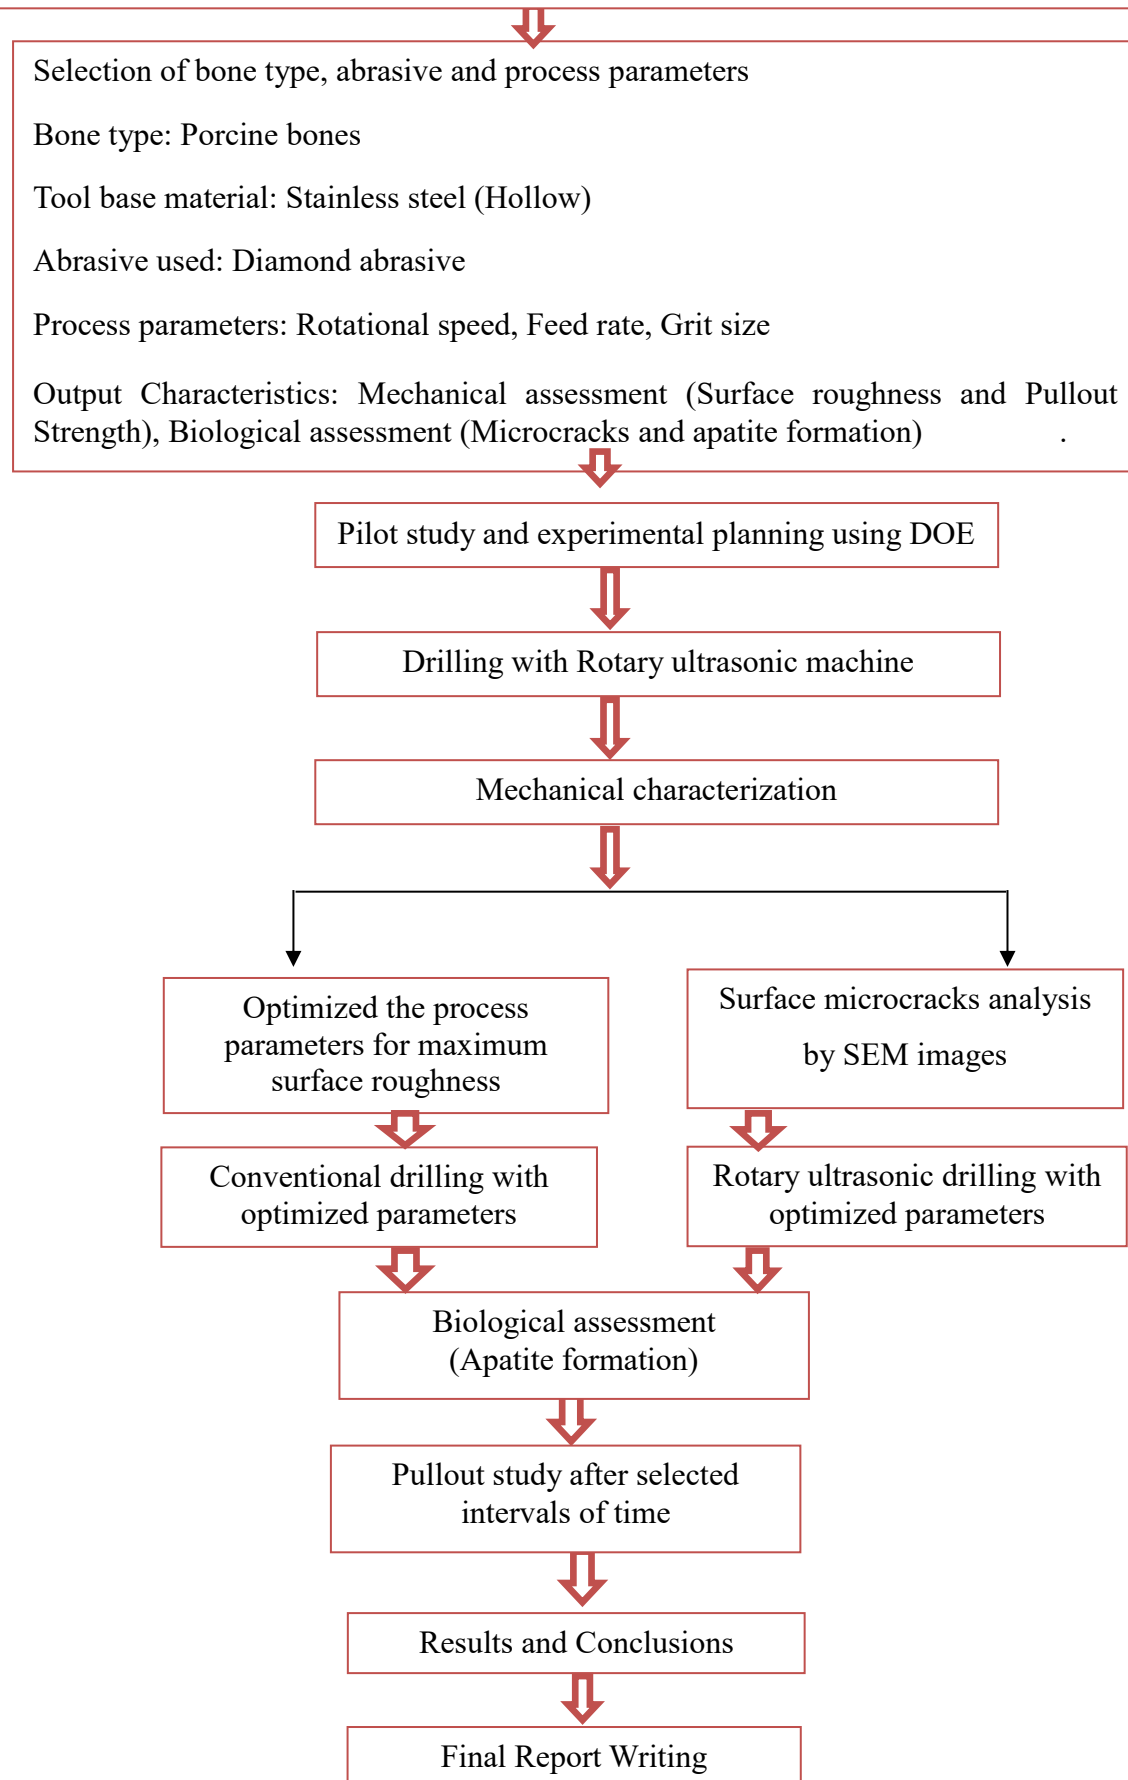 Selection of bone type, abrasive and process parameters
Bone type: Porcine bones
Tool base material: Stainless steel (Hollow)
Abrasive used: Diamond abrasive
Process parameters: Rotational speed, Feed rate, Grit size
Output Characteristics: Mechanical assessment (Surface roughness and Pullout
Strength), Biological assessment (Microcracks and apatite formation) .
Pilot study and experimental planning using DOE
Drilling with Rotary ultrasonic machine
Mechanical characterization
Optimized the process
parameters for maximum
surface roughness
Surface microcracks analysis
by SEM images
Conventional drilling with
optimized parameters
Rotary ultrasonic drilling with
optimized parameters
Biological assessment
(Apatite formation)
Pullout study after selected
intervals of time
Results and Conclusions
Final Report Writing